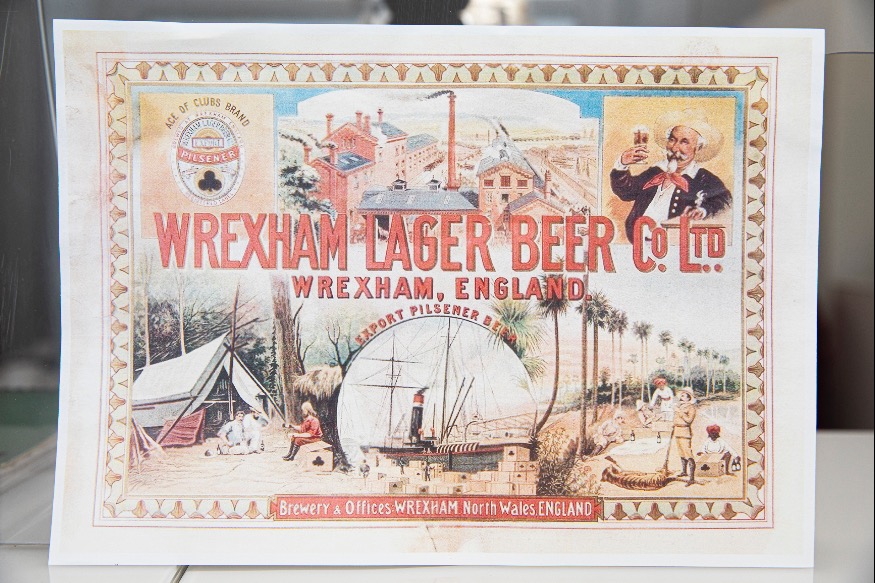 ACE OF CLUBS BRAND
PILSENER
WREXHAM LAGER BEER CO. LTD.
WREXHAM, ENGLAND.
EXPORT PILSENER BEER
Brewery & Offices WREXHAM North Wales, ENGLAND